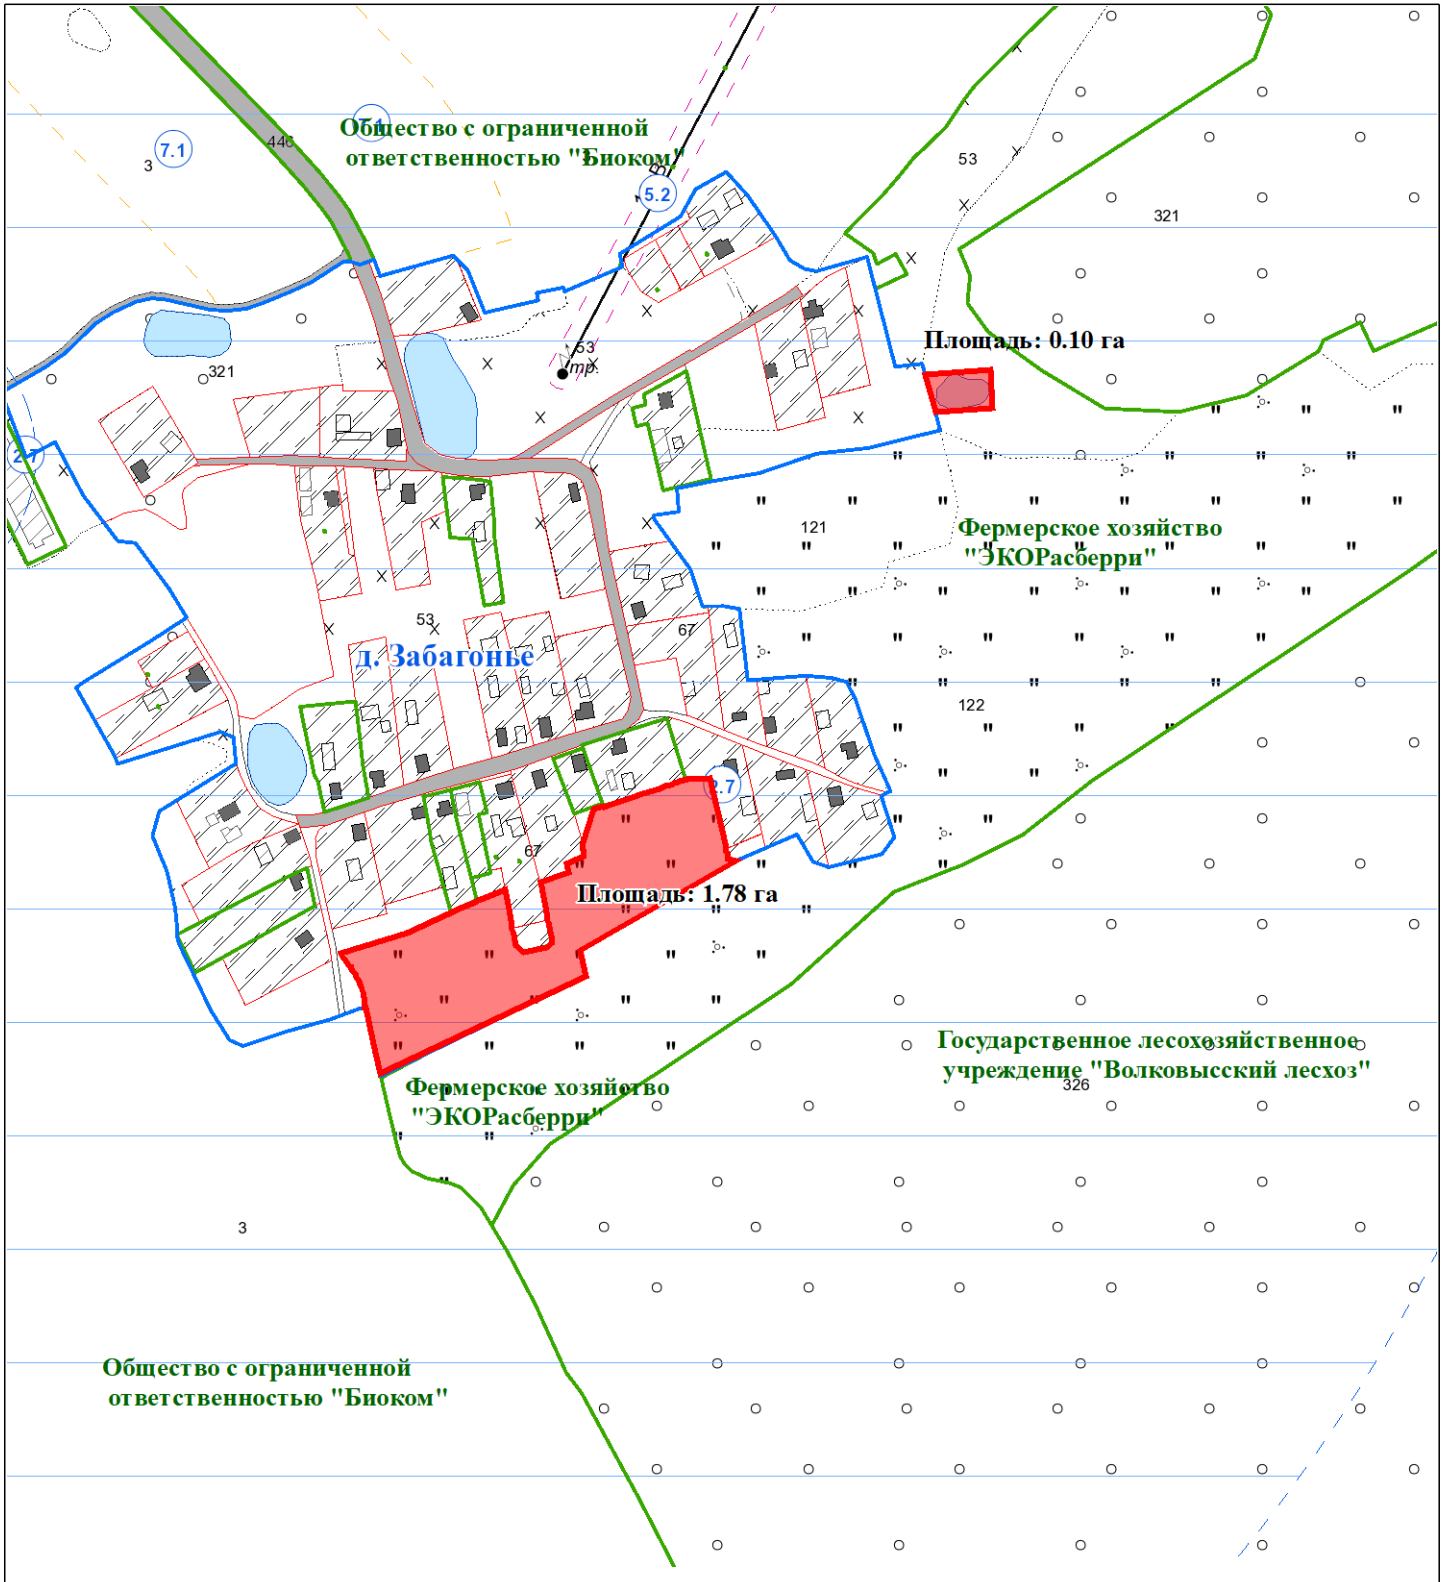 446
Общество с ограниченной
ответственностью "Биоком"
7.1
3
53
5.2
321
53
тр.
Площадь: 0.10 га
321
2.7
121
Фермерское хозяйство
"ЭКОРасберри"
53
67
д. Забагонье
122
2.7
67
Площадь: 1.78 га
Государственное лесохозяйственное
учреждение "Волковысский лесхоз"
326
Фермерское хозяйство
"ЭКОРасберри"
3
Общество с ограниченной
ответственностью "Биоком"